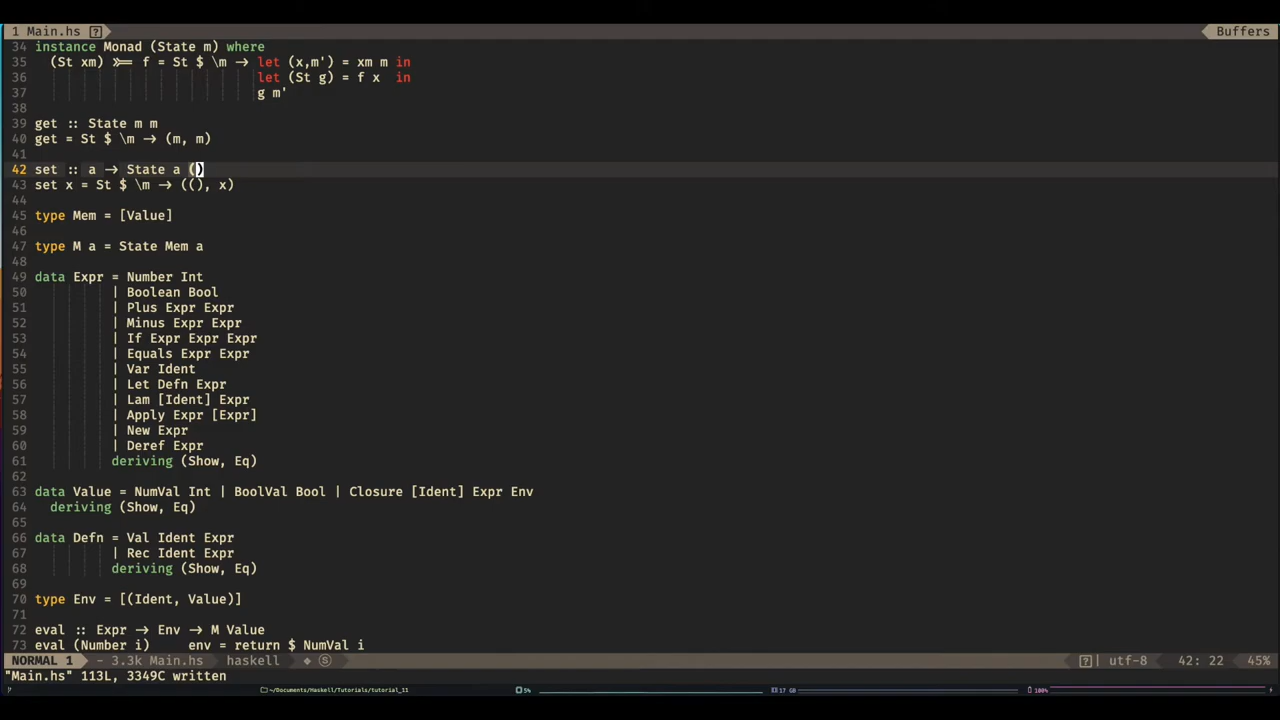 1 Main.hs [?] Buffers
34 instance Monad (State m) where
35   (St xm) >>= f = St $ \m → let (x,m') = xm m in
36                              let (St g) = f x  in
37                              g m'
38
39 get :: State m m
40 get = St $ \m → (m, m)
41
42 set :: a → State a ()
43 set x = St $ \m → ((), x)
44
45 type Mem = [Value]
46
47 type M a = State Mem a
48
49 data Expr = Number Int
50           | Boolean Bool
51           | Plus Expr Expr
52           | Minus Expr Expr
53           | If Expr Expr Expr
54           | Equals Expr Expr
55           | Var Ident
56           | Let Defn Expr
57           | Lam [Ident] Expr
58           | Apply Expr [Expr]
59           | New Expr
60           | Deref Expr
61           deriving (Show, Eq)
62
63 data Value = NumVal Int | BoolVal Bool | Closure [Ident] Expr Env
64   deriving (Show, Eq)
65
66 data Defn = Val Ident Expr
67           | Rec Ident Expr
68           deriving (Show, Eq)
69
70 type Env = [(Ident, Value)]
71
72 eval :: Expr → Env → M Value
73 eval (Number i)    env = return $ NumVal i
NORMAL 1 - 3.3k Main.hs haskell ◆ Ⓢ [?] utf-8 42: 22 45%
"Main.hs" 113L, 3349C written
~/Documents/Haskell/Tutorials/tutorial_11 5% 17 GB 100%